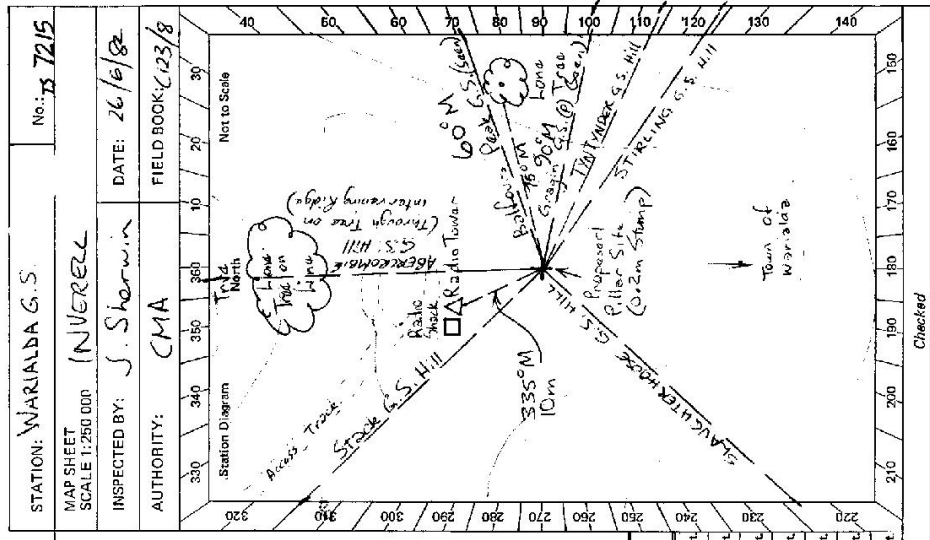 STATION: WARIALDA G.S.
No.: TS 7215
MAP SHEET
SCALE 1:250 000 INVERELL
INSPECTED BY: J. Sherwin
DATE: 26/6/82
AUTHORITY: CMA
FIELD BOOK: C123/8
330
340
350
360
10
20
30
Station Diagram
True
North
Not to Scale
320
310
300
290
280
270
260
250
240
230
220
40
50
60
70
80
90
100
110
120
130
140
Access Track
Stack G.S. Hill
Radio
Shack
Radio Tower
Lone
Tree on
Line
ABERCROMBIE
G.S. Hill
(Through Tree on
intervening Ridge)
60°M
Peak G.S. (Seen)
Balfours
75°M
90°M
Lone
Tree
Gragin G.S. (P) (Seen)
TYNTYNDER G.S. Hill
STIRLING G.S. Hill
335°M
10m
SLAUGHTERHOUSE G.S. HILL
Proposed
Pillar Site
(0.2m Stump)
Town of
Warialda
210
200
190
180
170
160
150
Checked